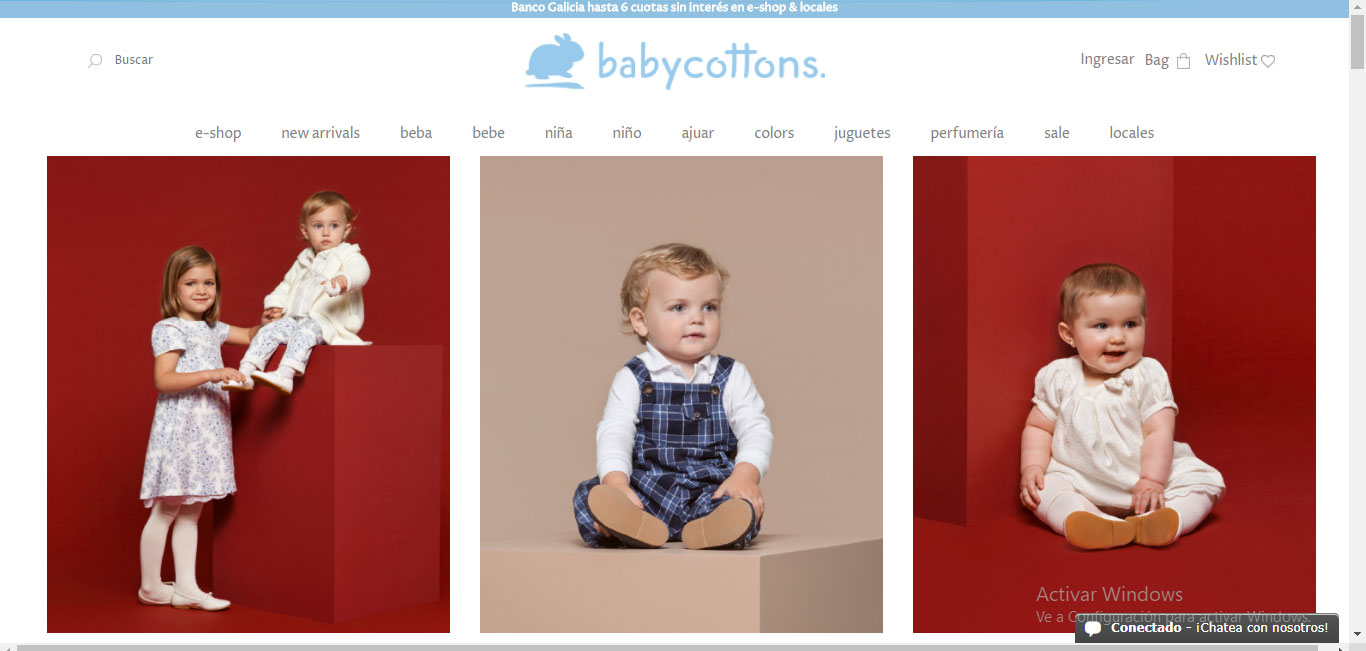 Banco Galicia hasta 6 cuotas sin interés en e-shop & locales
Buscar
babycottons.
Ingresar Bag Wishlist
e-shop new arrivals beba bebe niña niño ajuar colors juguetes perfumería sale locales
Activar Windows
Ve a Configuración para activar Windows.
Conectado - ¡Chatea con nosotros!